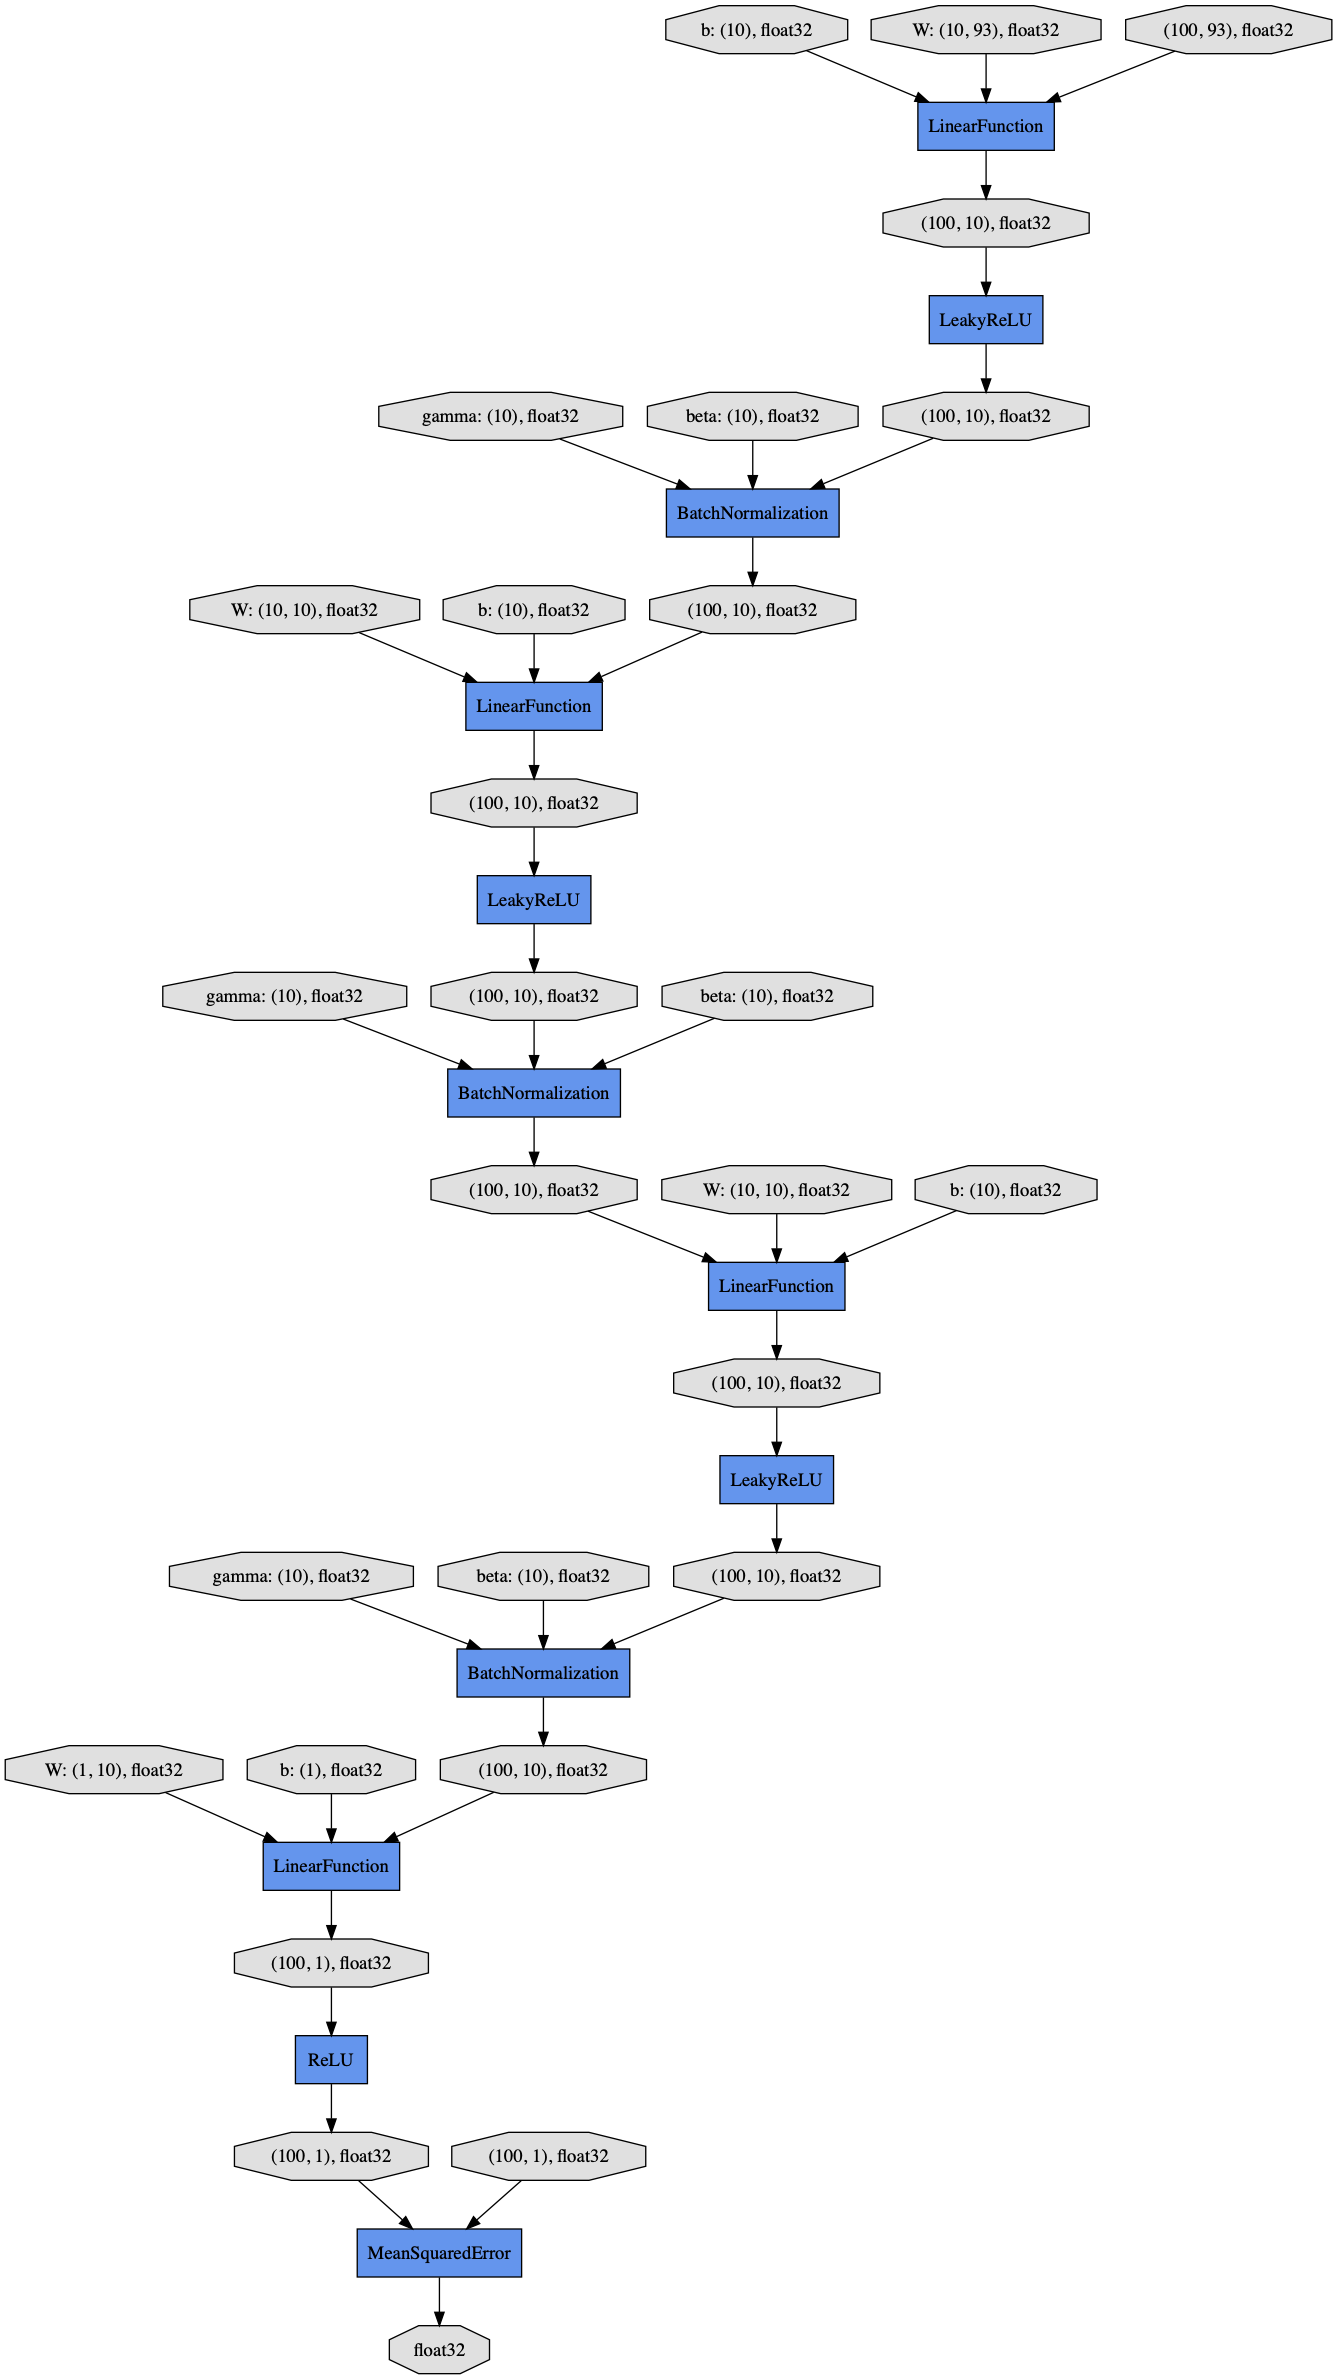 b: (10), float32
W: (10, 93), float32
(100, 93), float32
LinearFunction
(100, 10), float32
LeakyReLU
gamma: (10), float32
beta: (10), float32
(100, 10), float32
BatchNormalization
W: (10, 10), float32
b: (10), float32
(100, 10), float32
LinearFunction
(100, 10), float32
LeakyReLU
gamma: (10), float32
(100, 10), float32
beta: (10), float32
BatchNormalization
(100, 10), float32
W: (10, 10), float32
b: (10), float32
LinearFunction
(100, 10), float32
LeakyReLU
gamma: (10), float32
beta: (10), float32
(100, 10), float32
BatchNormalization
W: (1, 10), float32
b: (1), float32
(100, 10), float32
LinearFunction
(100, 1), float32
ReLU
(100, 1), float32
(100, 1), float32
MeanSquaredError
float32